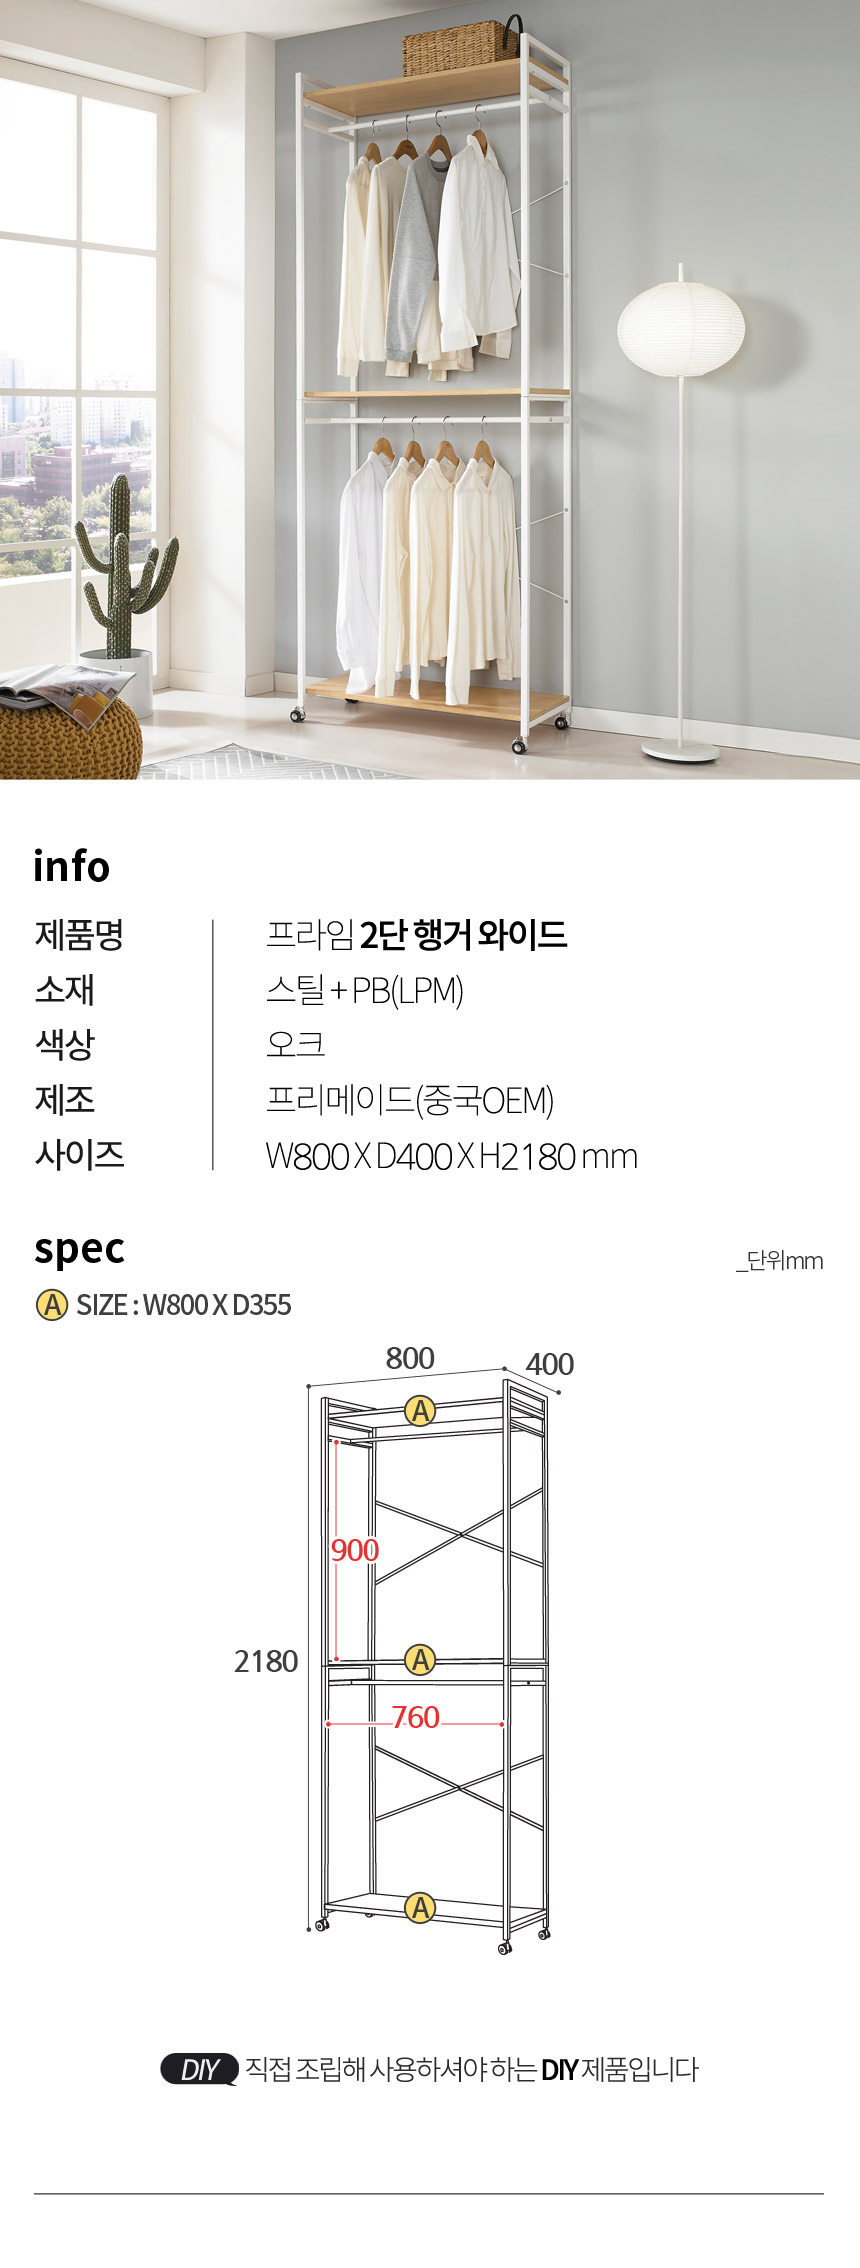 info
제품명 프라임 2단 행거 와이드
소재 스틸 + PB(LPM)
색상 오크
제조 프리메이드(중국OEM)
사이즈 W800 X D400 X H2180 mm
spec
_단위mm
A SIZE : W800 X D355
800
400
A
900
2180
A
760
A
DIY 직접 조립해 사용하셔야 하는 DIY 제품입니다